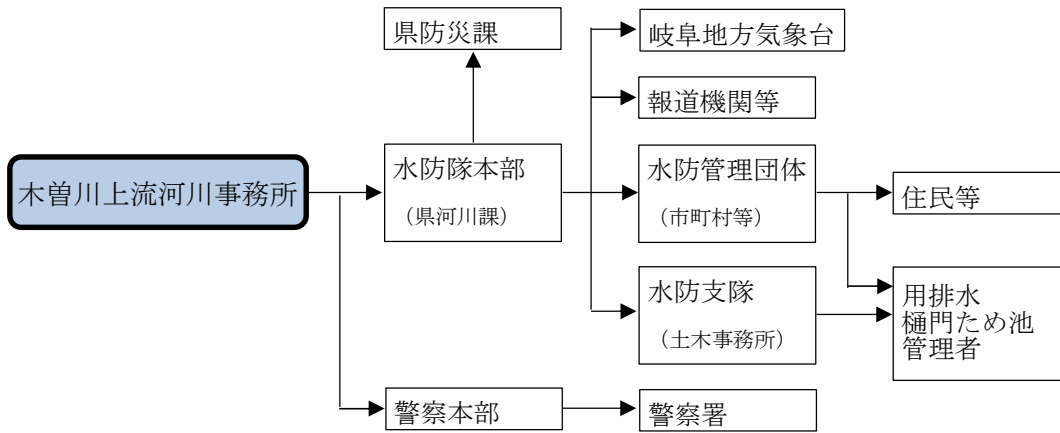 県防災課
岐阜地方気象台
報道機関等
木曽川上流河川事務所
水防隊本部
（県河川課）
水防管理団体
（市町村等）
住民等
水防支隊
（土木事務所）
用排水
樋門ため池
管理者
警察本部
警察署